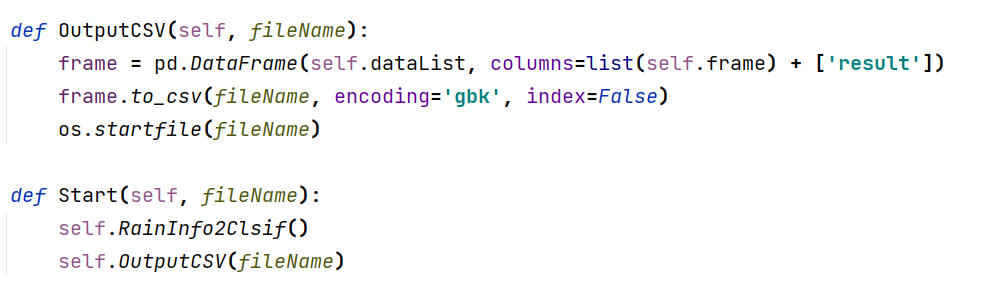 def OutputCSV(self, fileName):
    frame = pd.DataFrame(self.dataList, columns=list(self.frame) + ['result'])
    frame.to_csv(fileName, encoding='gbk', index=False)
    os.startfile(fileName)

def Start(self, fileName):
    self.RainInfo2Clsif()
    self.OutputCSV(fileName)